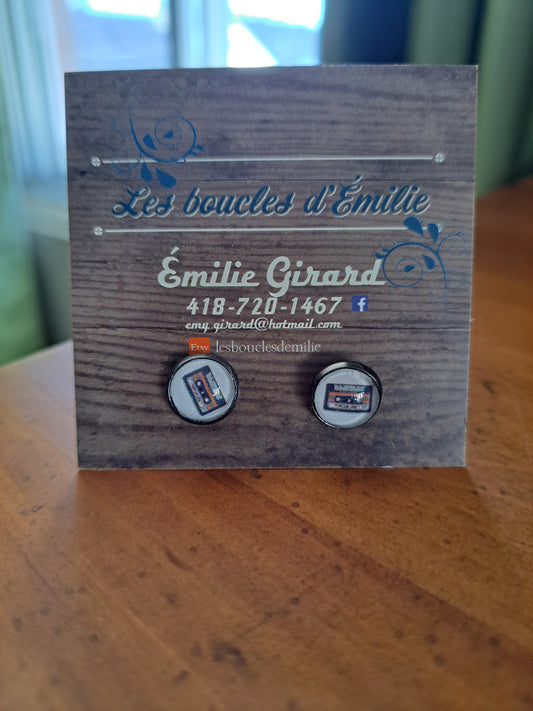 Les boucles d'Émilie
Émilie Girard
418-720-1467 f
emy.girard@hotmail.com
Etsy lesbouclesdemilie